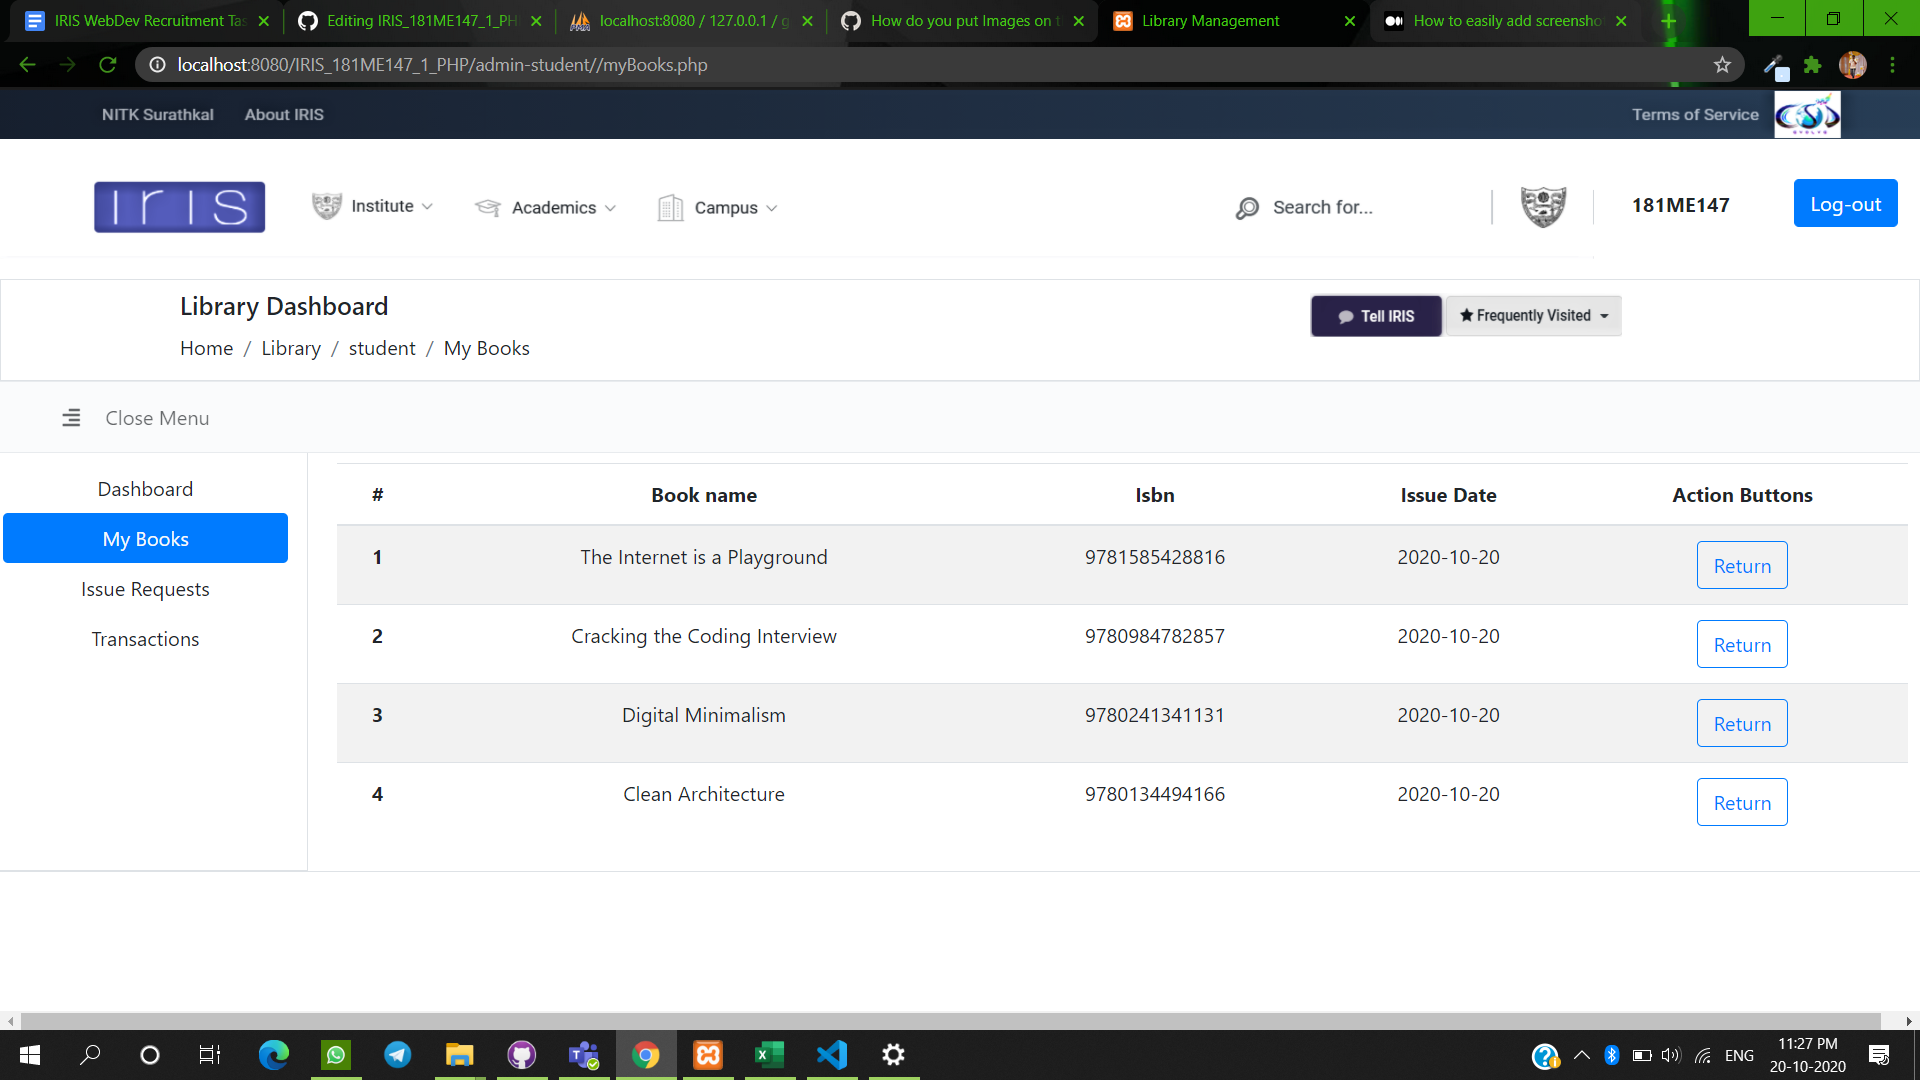 IRIS WebDev Recruitment Tas
Editing IRIS_181ME147_1_PH
localhost:8080 / 127.0.0.1 / g
How do you put Images on t
Library Management
How to easily add screensho
localhost:8080/IRIS_181ME147_1_PHP/admin-student//myBooks.php
NITK Surathkal About IRIS Terms of Service
IRIS Institute Academics Campus Search for... 181ME147 Log-out
Library Dashboard
Tell IRIS Frequently Visited
Home / Library / student / My Books
Close Menu
Dashboard
My Books
Issue Requests
Transactions
# Book name Isbn Issue Date Action Buttons
1 The Internet is a Playground 9781585428816 2020-10-20 Return
2 Cracking the Coding Interview 9780984782857 2020-10-20 Return
3 Digital Minimalism 9780241341131 2020-10-20 Return
4 Clean Architecture 9780134494166 2020-10-20 Return
ENG
11:27 PM
20-10-2020